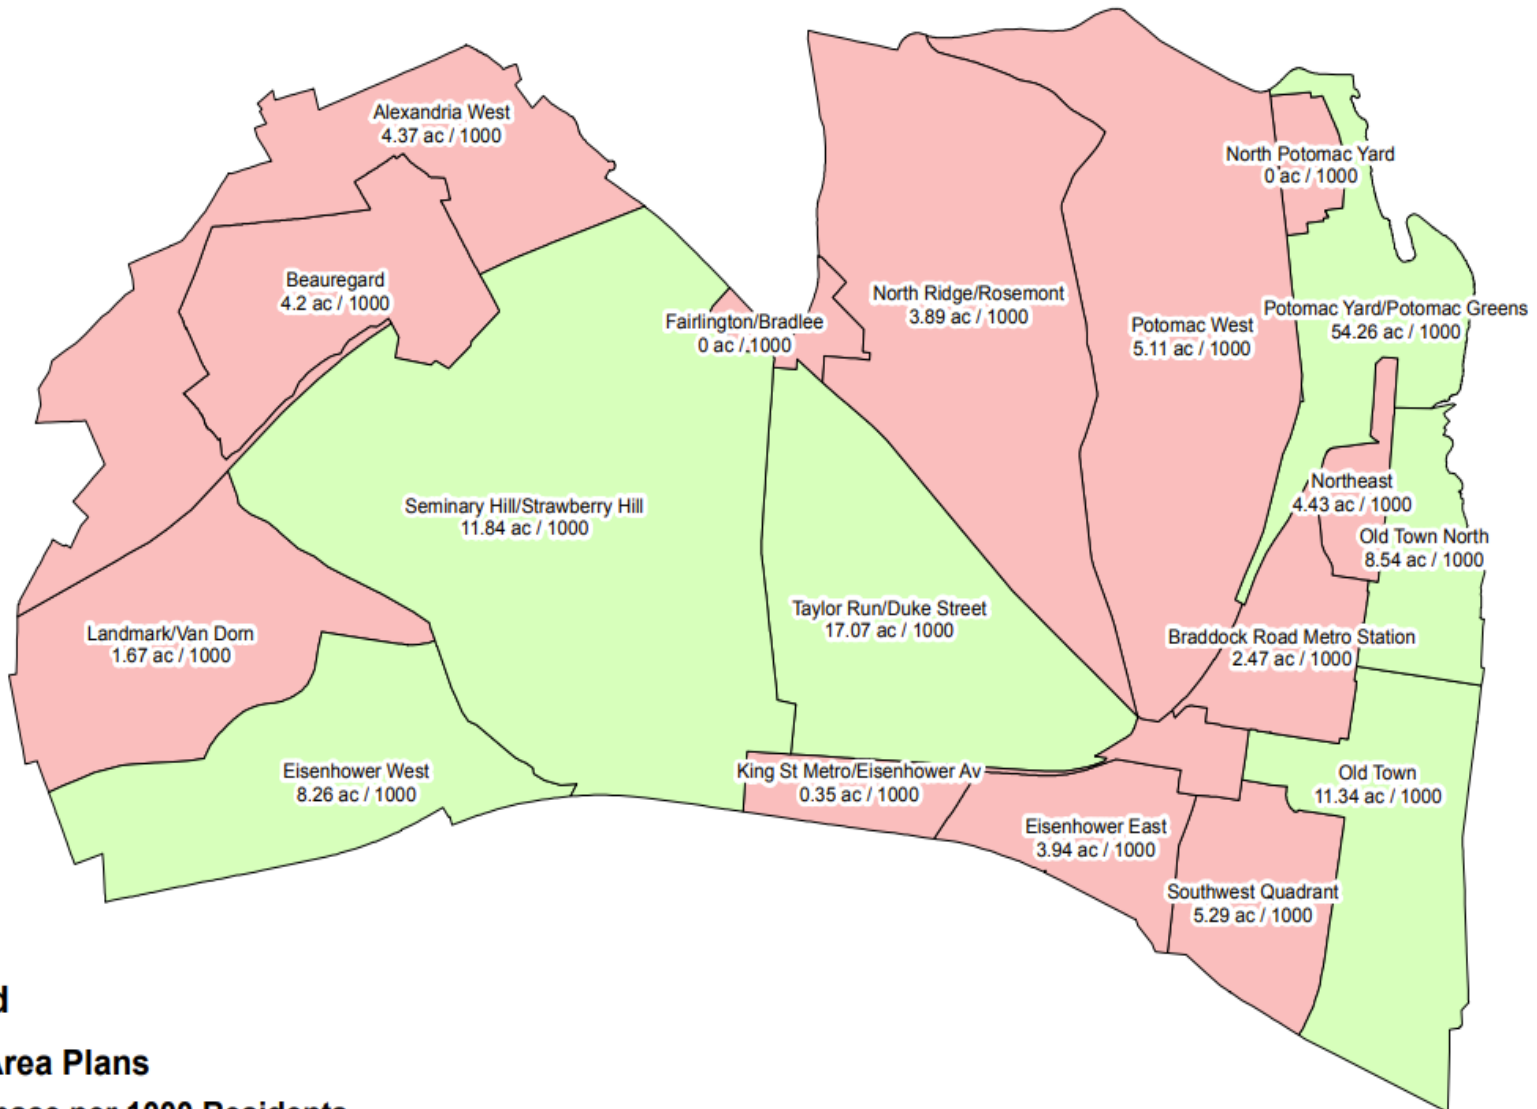 Alexandria West
4.37 ac / 1000
North Potomac Yard
0 ac / 1000
Beauregard
4.2 ac / 1000
North Ridge/Rosemont
3.89 ac / 1000
Potomac Yard/Potomac Greens
54.26 ac / 1000
Fairlington/Bradlee
0 ac / 1000
Potomac West
5.11 ac / 1000
Northeast
4.43 ac / 1000
Seminary Hill/Strawberry Hill
11.84 ac / 1000
Old Town North
8.54 ac / 1000
Taylor Run/Duke Street
17.07 ac / 1000
Landmark/Van Dorn
1.67 ac / 1000
Braddock Road Metro Station
2.47 ac / 1000
Eisenhower West
8.26 ac / 1000
King St Metro/Eisenhower Av
0.35 ac / 1000
Old Town
11.34 ac / 1000
Eisenhower East
3.94 ac / 1000
Southwest Quadrant
5.29 ac / 1000
d
Area Plans
per 1000 Residents